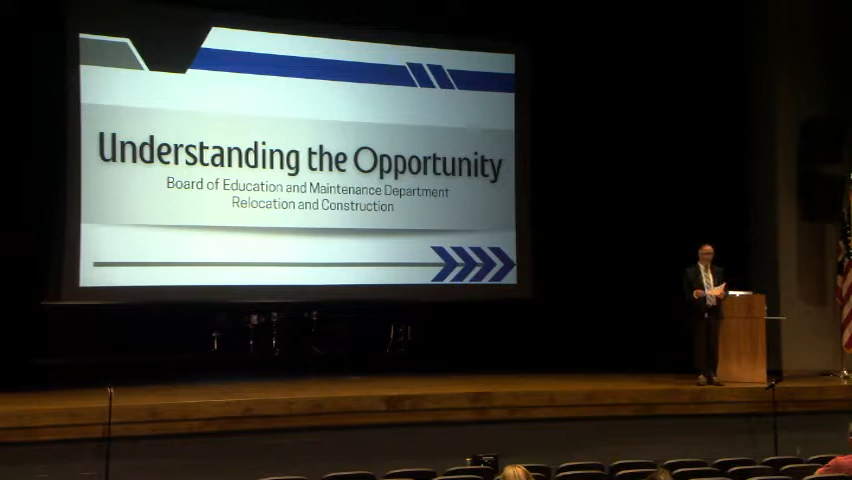 Understanding the Opportunity
Board of Education and Maintenance Department
Relocation and Construction